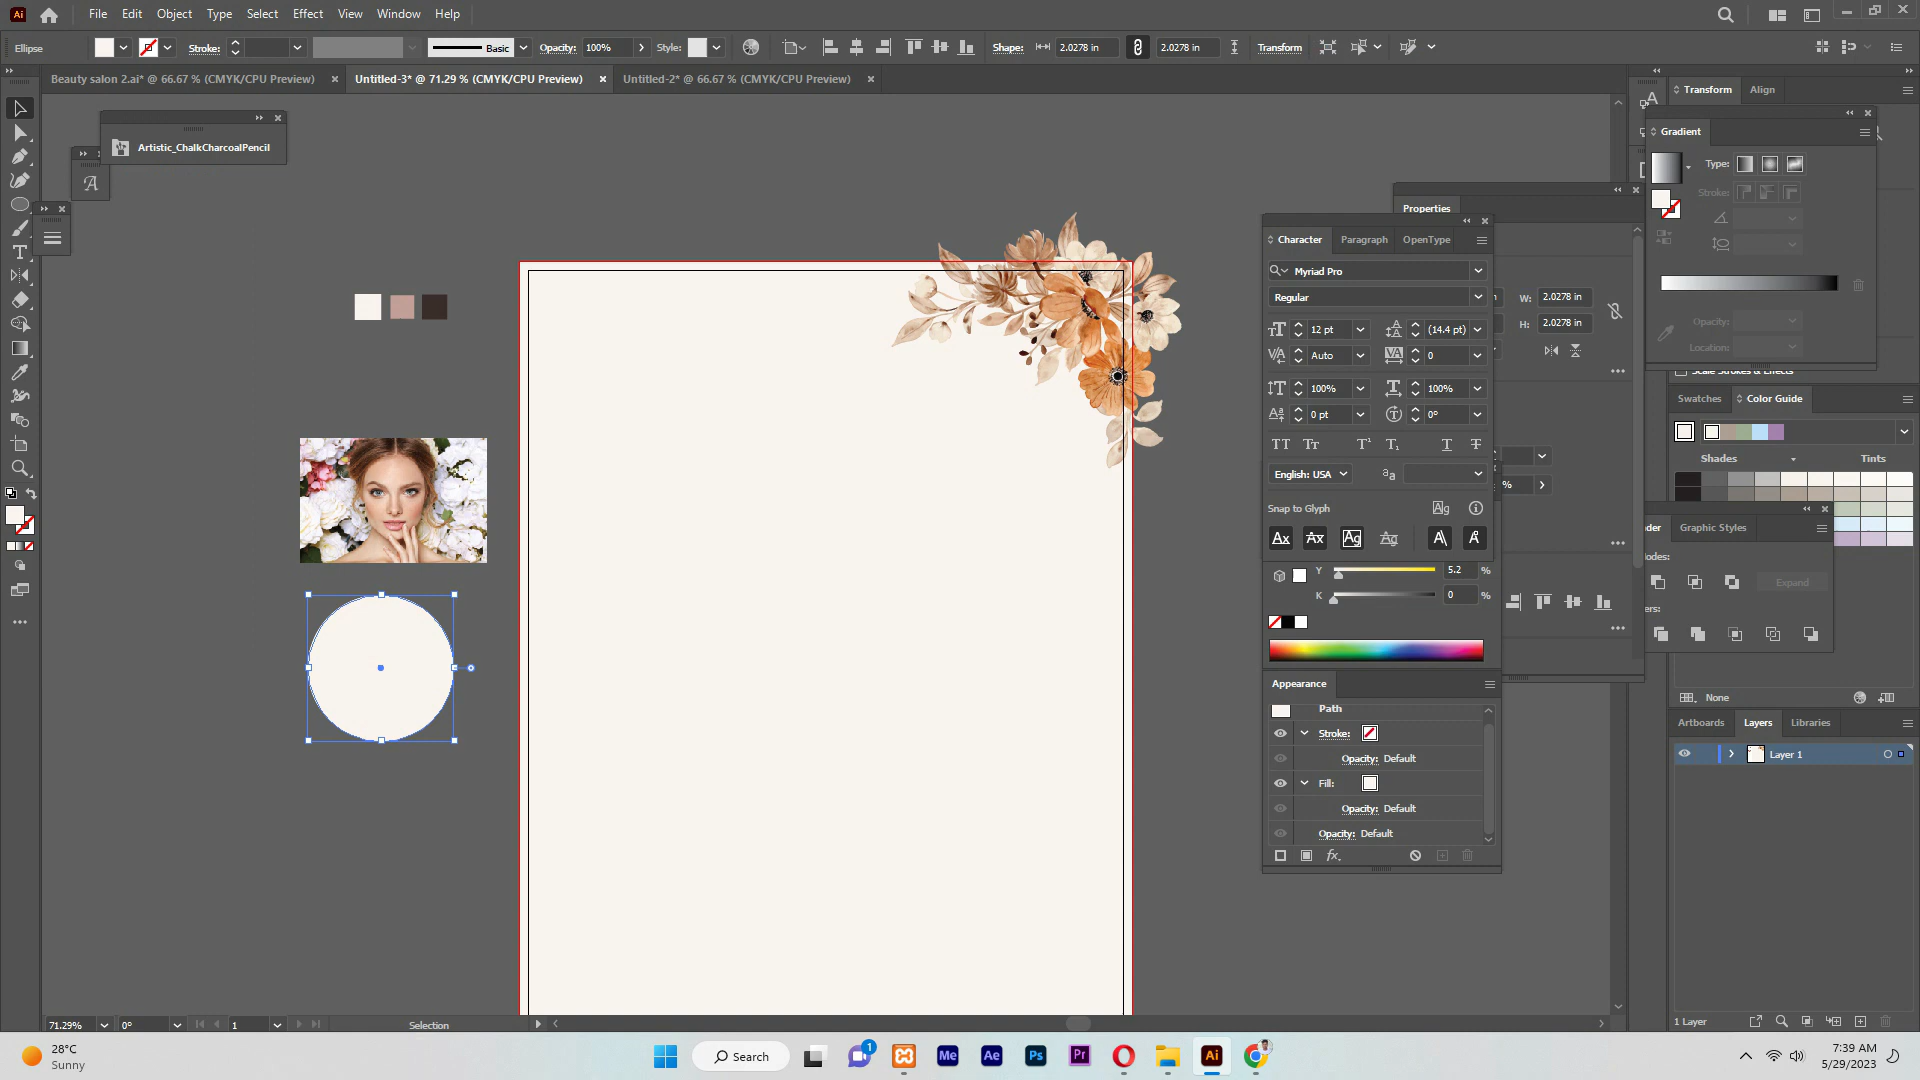 File Edit Object Type Select Effect View Window Help
Ellipse Stroke: Basic Opacity: 100% Style: Shape: 2.0278 in 2.0278 in Transform
Beauty salon 2.ai* @ 66.67 % (CMYK/CPU Preview) Untitled-3* @ 71.29 % (CMYK/CPU Preview) Untitled-2* @ 66.67 % (CMYK/CPU Preview)
Transform Align
Artistic_ChalkCharcoalPencil
Gradient
Type:
Stroke:
Opacity:
Location:
Scale Strokes & Effects
Properties
W: 2.0278 in
H: 2.0278 in
Character Paragraph OpenType
Myriad Pro
Regular
12 pt (14.4 pt)
Auto 0
100% 100%
0 pt 0°
English: USA
Snap to Glyph
Y 5.2 %
K 0 %
%
Swatches Color Guide
Shades Tints
Graphic Styles
Expand
None
Appearance
Path
Stroke:
Opacity: Default
Fill:
Opacity: Default
Opacity: Default
Artboards Layers Libraries
Layer 1
1 Layer
71.29% 0° 1 Selection
28°C
Sunny
Search
1
Me Ae Ps Pr Ai
7:39 AM
5/29/2023